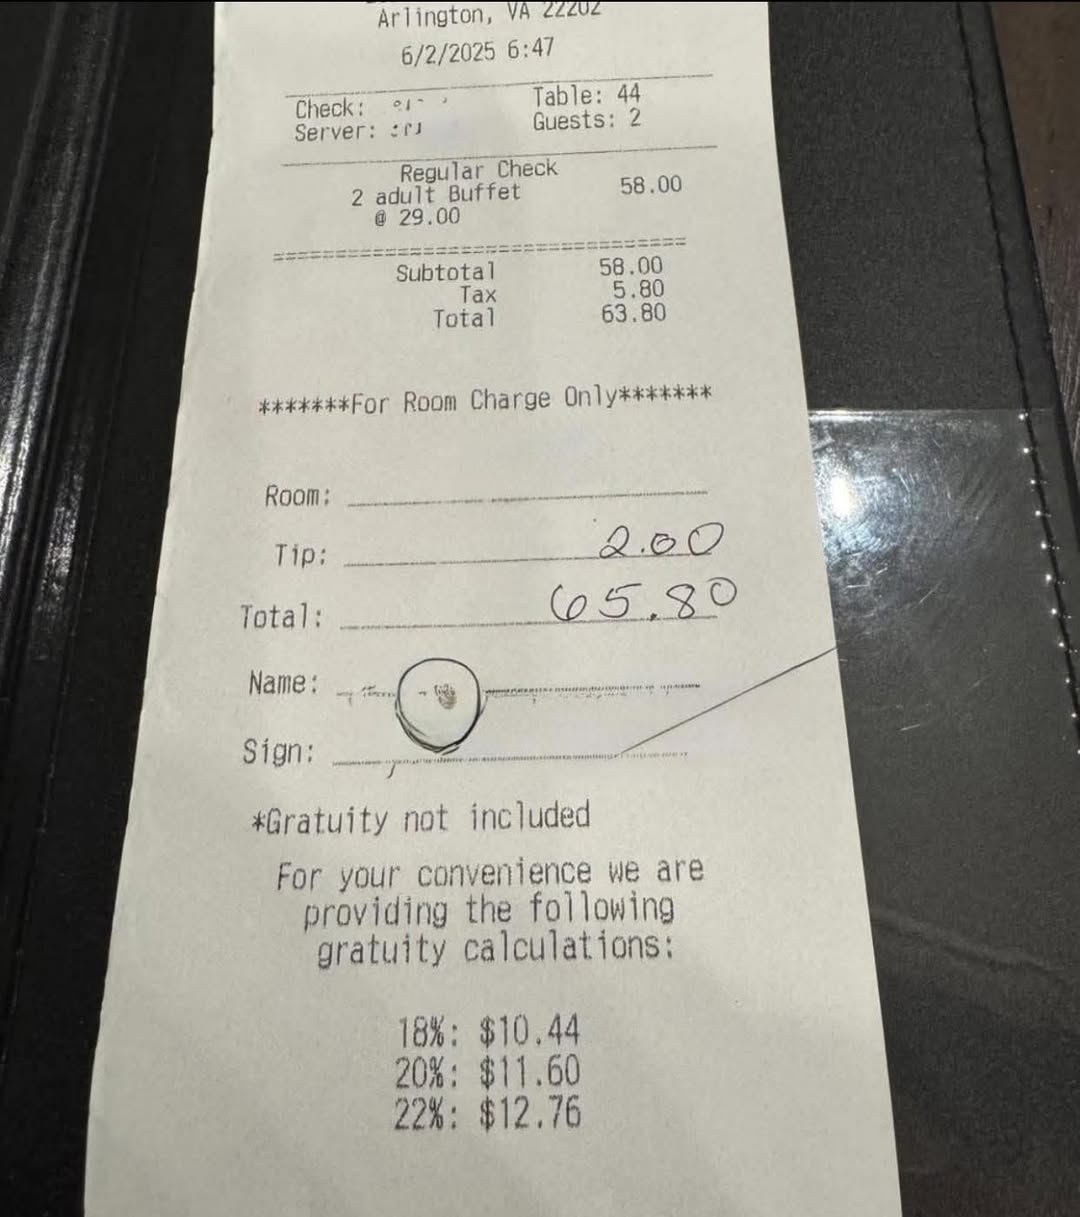 Arlington, VA 22202
6/2/2025 6:47
Check: Table: 44
Server: Guests: 2
Regular Check
2 adult Buffet 58.00
@ 29.00
================================
Subtotal 58.00
Tax 5.80
Total 63.80
*******For Room Charge Only*******
Room:
Tip: 2.00
Total: 65.80
Name:
Sign:
*Gratuity not included
For your convenience we are
providing the following
gratuity calculations:
18%: $10.44
20%: $11.60
22%: $12.76